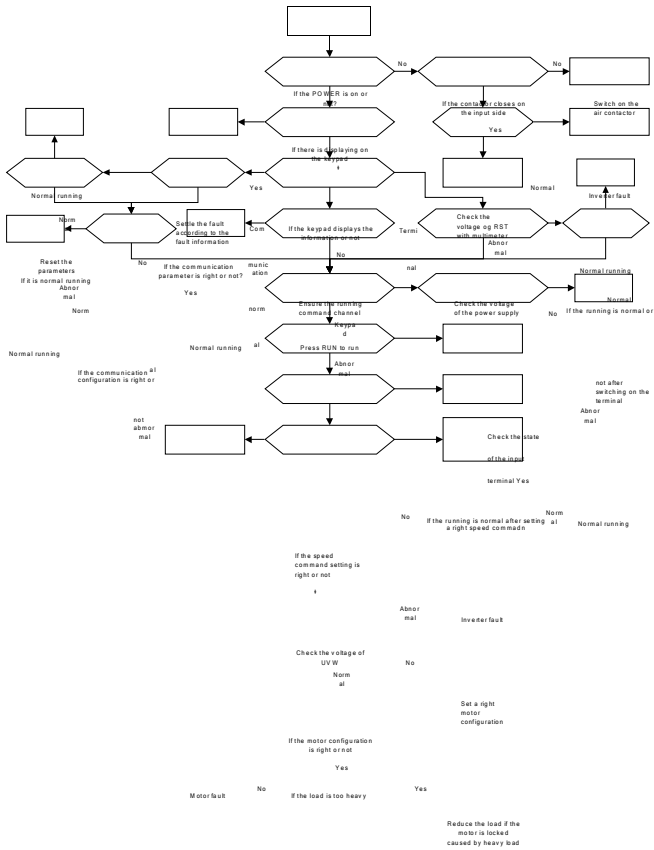 No
No
If the POWER is on or
not?
If the contactor closes on
the input side
Switch on the
air contactor
Yes
If there is displaying on
the keypad
Yes
Normal
Normal running
Inverter fault
Norm
Settle the fault
according to the
fault information
Com
If the keypad displays the
information or not
Termi
Check the
voltage og RST
with multimeter
Abnor
mal
No
Reset the
parameters
If it is normal running
Abnor
mal
No
If the communication
parameter is right or not?
munic
ation
nal
Normal running
Yes
Normal
Norm
norm
Ensure the running
command channel
Check the voltage
of the power supply
No
If the running is normal or
Keypa
d
Normal running
Normal running
al
Press RUN to run
Abnor
mal
If the communication
configuration is right or
al
not after
switching on the
terminal
Abnor
mal
not
abmor
mal
Check the state
of the input
terminal Yes
No
If the running is normal after setting
a right speed commadn
Norm
al
Normal running
If the speed
command setting is
right or not
Abnor
mal
Inverter fault
Check the voltage of
UVW
No
Norm
al
Set a right
motor
configuration
If the motor configuration
is right or not
Yes
Motor fault
No
If the load is too heavy
Yes
Reduce the load if the
motor is locked
caused by heavy load